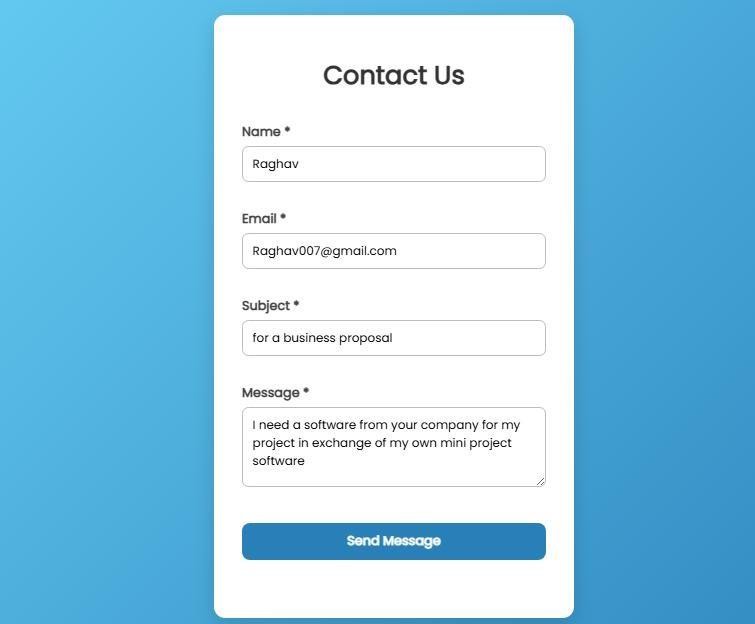 Contact Us
Name *
Raghav
Email *
Raghav007@gmail.com
Subject *
for a business proposal
Message *
I need a software from your company for my
project in exchange of my own mini project
software
Send Message